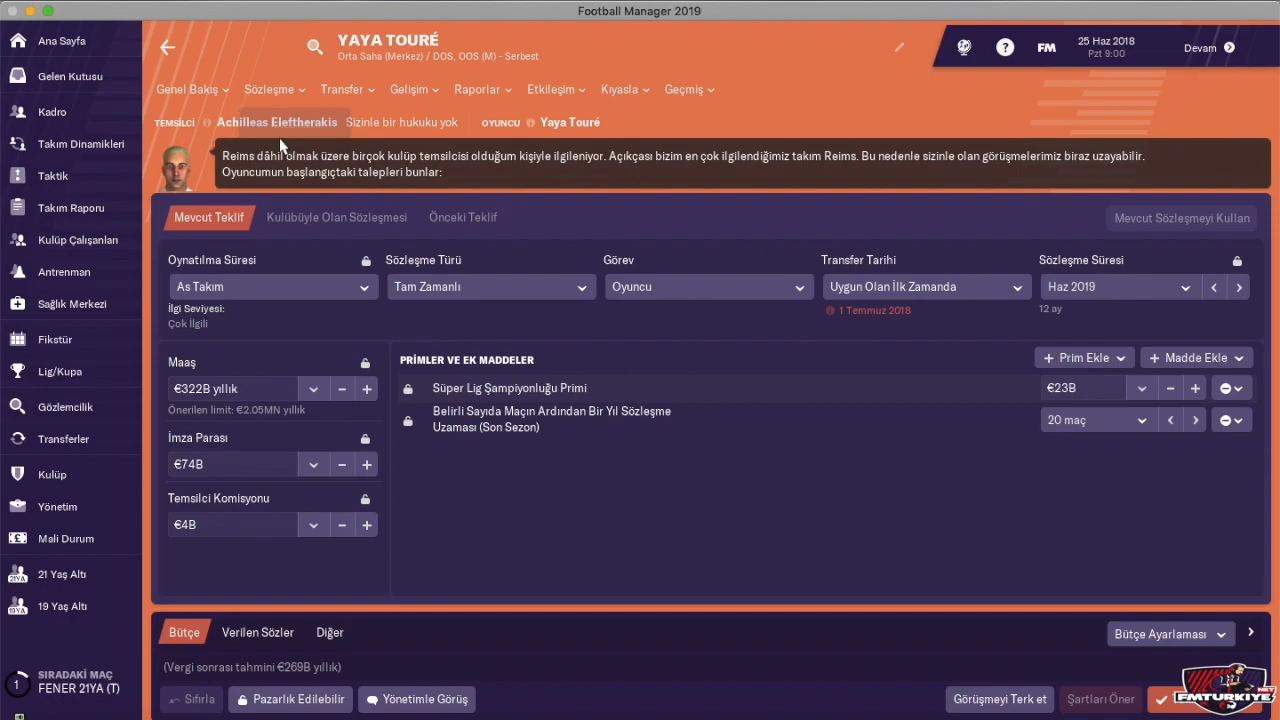 Football Manager 2019
Ana Sayfa
Gelen Kutusu
Kadro
Takım Dinamikleri
Taktik
Takım Raporu
Kulüp Çalışanları
Antrenman
Sağlık Merkezi
Fikstür
Lig/Kupa
Gözlemcilik
Transferler
Kulüp
Yönetim
Mali Durum
21YA
21 Yaş Altı
19YA
19 Yaş Altı
1
SIRADAKİ MAÇ
FENER 21YA (T)
YAYA TOURÉ
Orta Saha (Merkez) / DOS, OOS (M) - Serbest
FM
25 Haz 2018
Pzt 9:00
Devam
Genel Bakış
Sözleşme
Transfer
Gelişim
Raporlar
Etkileşim
Kıyasla
Geçmiş
TEMSİLCİ Achilleas Eleftherakis Sizinle bir hukuku yok OYUNCU Yaya Touré
Reims dâhil olmak üzere birçok kulüp temsilcisi olduğum kişiyle ilgileniyor. Açıkçası bizim en çok ilgilendiğimiz takım Reims. Bu nedenle sizinle olan görüşmelerimiz biraz uzayabilir.
Oyuncumun başlangıçtaki talepleri bunlar:
Mevcut Teklif
Kulübüyle Olan Sözleşmesi
Önceki Teklif
Mevcut Sözleşmeyi Kullan
Oynatılma Süresi
As Takım
İlgi Seviyesi:
Çok İlgili
Sözleşme Türü
Tam Zamanlı
Görev
Oyuncu
Transfer Tarihi
Uygun Olan İlk Zamanda
1 Temmuz 2018
Sözleşme Süresi
Haz 2019
12 ay
Maaş
€322B yıllık
Önerilen limit: €2.05MN yıllık
İmza Parası
€74B
Temsilci Komisyonu
€4B
PRİMLER VE EK MADDELER
+ Prim Ekle
+ Madde Ekle
Süper Lig Şampiyonluğu Primi
€23B
Belirli Sayıda Maçın Ardından Bir Yıl Sözleşme
Uzaması (Son Sezon)
20 maç
Bütçe
Verilen Sözler
Diğer
Bütçe Ayarlaması
(Vergi sonrası tahmini €269B yıllık)
Sıfırla
Pazarlık Edilebilir
Yönetimle Görüş
Görüşmeyi Terk et
Şartları Öner
FMTURKIYE.NET